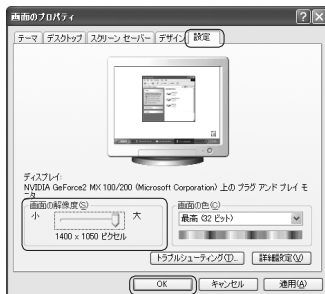 画面のプロパティ
テーマ デスクトップ スクリーン セーバー デザイン 設定
ディスプレイ:
NVIDIA GeForce2 MX 100/200 (Microsoft Corporation) 上の プラグ アンド プレイ モニタ
画面の解像度(S)
小 大
1400 x 1050 ピクセル
画面の色(C)
最高 (32 ビット)
トラブルシューティング(T)... 詳細設定(V)
OK キャンセル 適用(A)